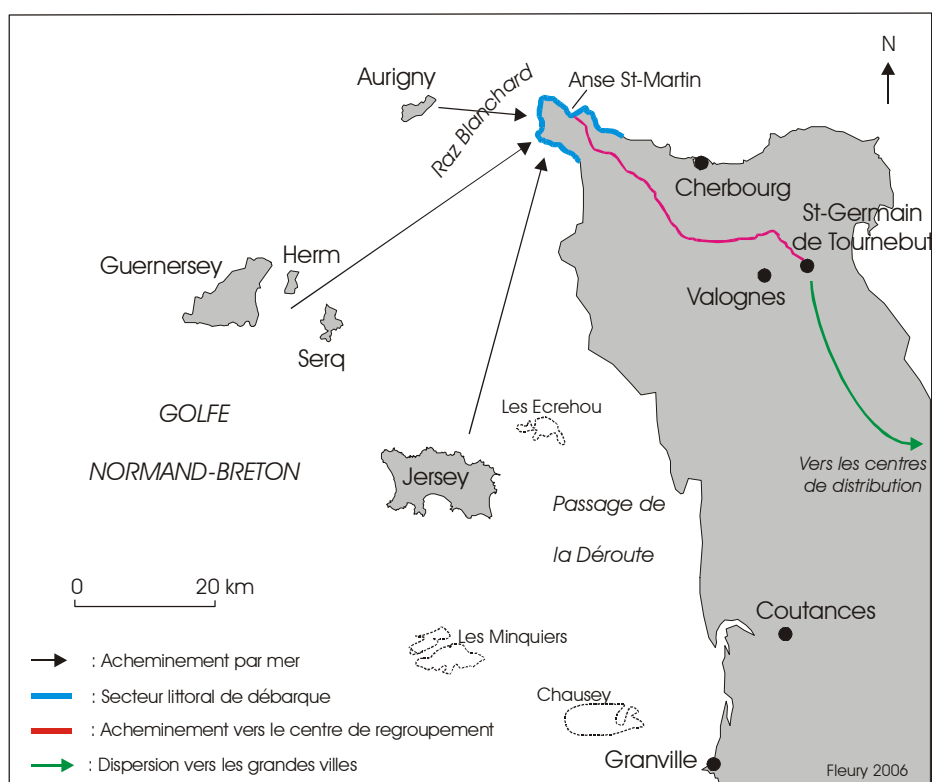 N
Aurigny
Anse St-Martin
Raz Blanchard
Cherbourg
St-Germain
de Tournebut
Guernersey
Herm
Valognes
Serq
GOLFE
NORMAND-BRETON
Les Ecrehou
Jersey
Vers les centres
de distribution
Passage de
la Déroute
0 20 km
Coutances
Les Minquiers
: Acheminement par mer
: Secteur littoral de débarque
Chausey
: Acheminement vers le centre de regroupement
Granville
: Dispersion vers les grandes villes
Fleury 2006